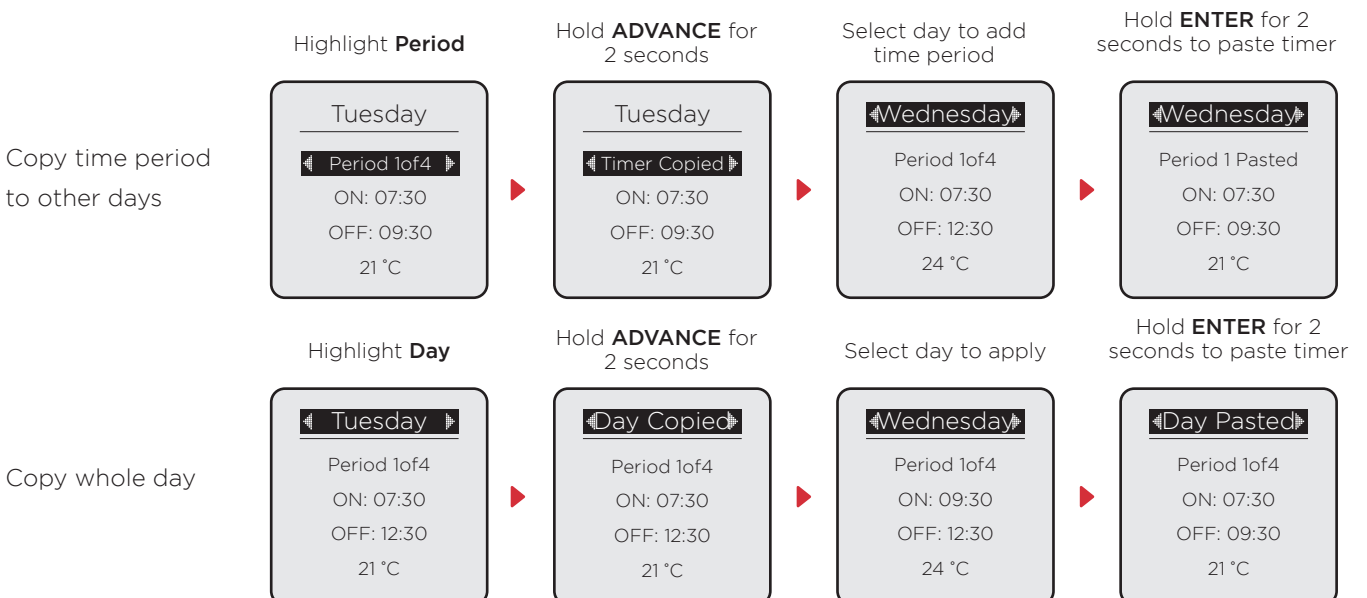 Highlight Period
Hold ADVANCE for
2 seconds
Select day to add
time period
Hold ENTER for 2
seconds to paste timer
Copy time period
to other days
Tuesday
Period 1of4
ON: 07:30
OFF: 09:30
21 °C
Tuesday
Timer Copied
ON: 07:30
OFF: 09:30
21 °C
Wednesday
Period 1of4
ON: 07:30
OFF: 12:30
24 °C
Wednesday
Period 1 Pasted
ON: 07:30
OFF: 09:30
21 °C
Highlight Day
Hold ADVANCE for
2 seconds
Select day to apply
Hold ENTER for 2
seconds to paste timer
Copy whole day
Tuesday
Period 1of4
ON: 07:30
OFF: 12:30
21 °C
Day Copied
Period 1of4
ON: 07:30
OFF: 12:30
21 °C
Wednesday
Period 1of4
ON: 09:30
OFF: 12:30
24 °C
Day Pasted
Period 1of4
ON: 07:30
OFF: 09:30
21 °C